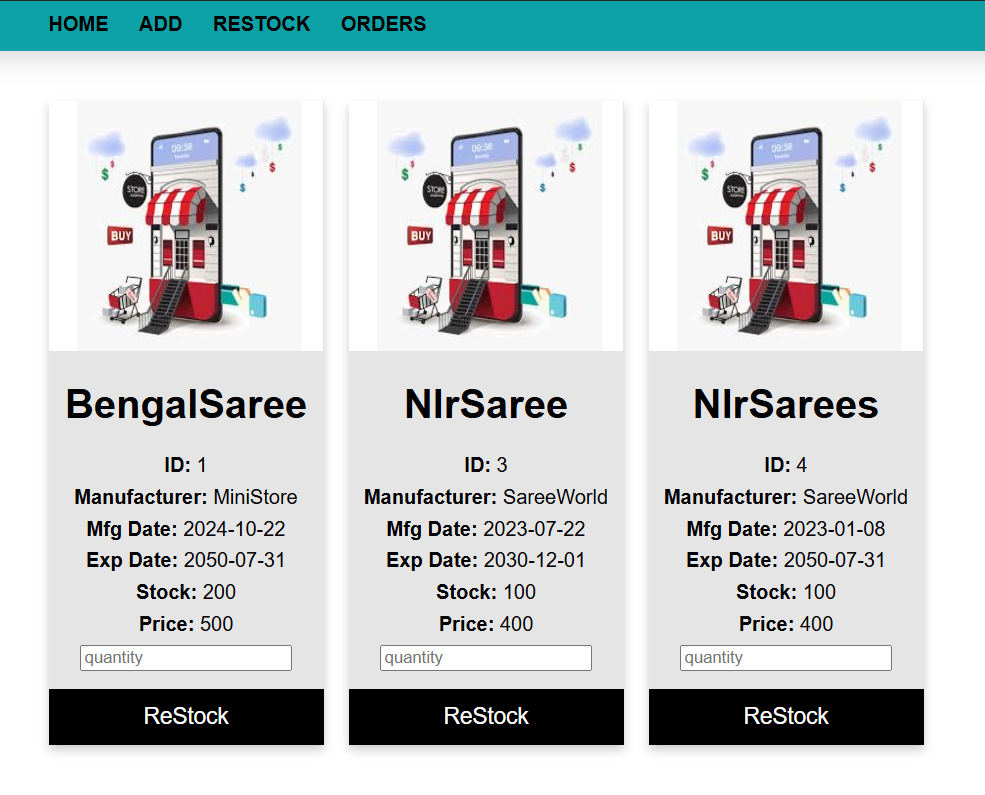 HOME ADD RESTOCK ORDERS
09:38
STORE
BUY
$
$
$
$
$
09:38
STORE
BUY
$
$
$
$
$
09:38
STORE
BUY
$
$
$
$
$
BengalSaree
ID: 1
Manufacturer: MiniStore
Mfg Date: 2024-10-22
Exp Date: 2050-07-31
Stock: 200
Price: 500
quantity
ReStock
NlrSaree
ID: 3
Manufacturer: SareeWorld
Mfg Date: 2023-07-22
Exp Date: 2030-12-01
Stock: 100
Price: 400
quantity
ReStock
NlrSarees
ID: 4
Manufacturer: SareeWorld
Mfg Date: 2023-01-08
Exp Date: 2050-07-31
Stock: 100
Price: 400
quantity
ReStock